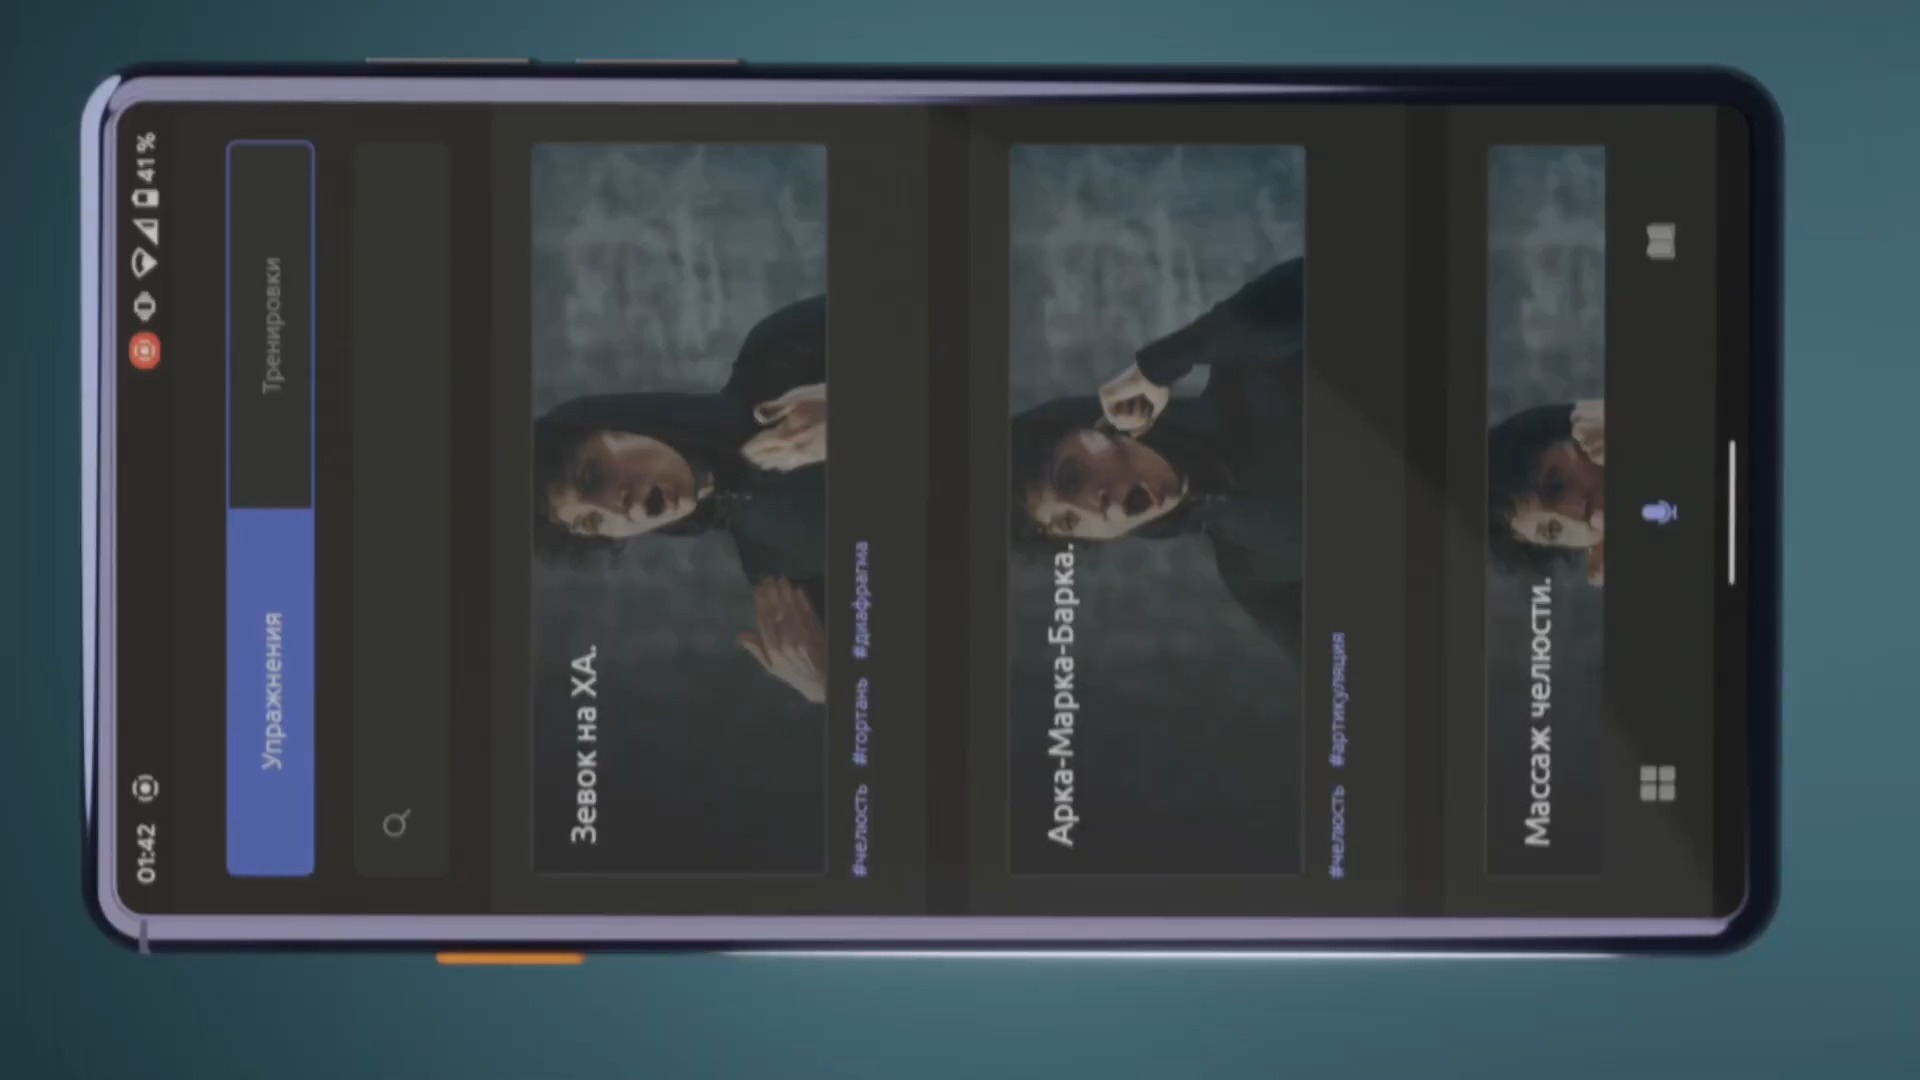 01:42
41%
Упражнения
Тренировки
Зевок на ХА.
#челюсть #гортань #диафрагма
Арка-Марка-Барка.
#челюсть #артикуляция
Массаж челюсти.